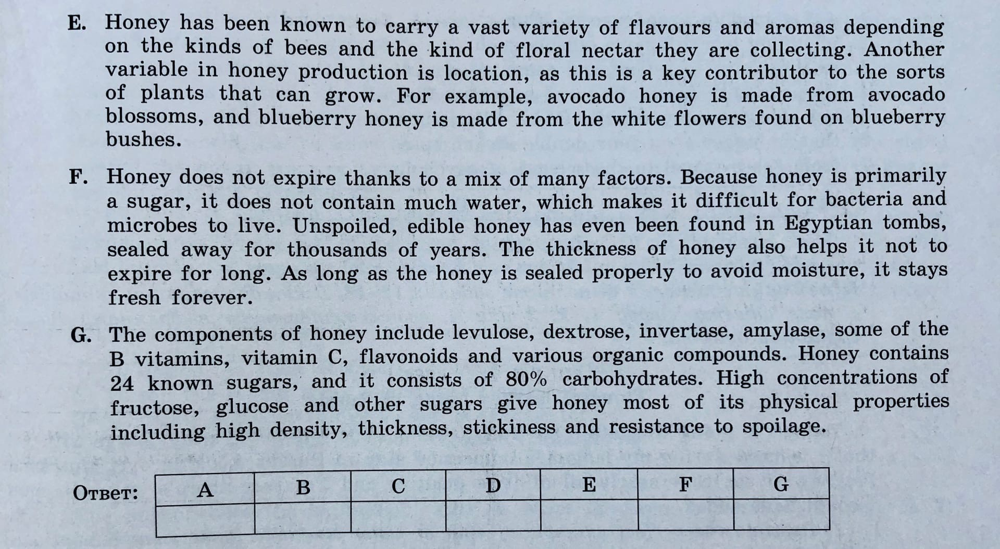 E. Honey has been known to carry a vast variety of flavours and aromas depending
on the kinds of bees and the kind of floral nectar they are collecting. Another
variable in honey production is location, as this is a key contributor to the sorts
of plants that can grow. For example, avocado honey is made from avocado
blossoms, and blueberry honey is made from the white flowers found on blueberry
bushes.
F. Honey does not expire thanks to a mix of many factors. Because honey is primarily
a sugar, it does not contain much water, which makes it difficult for bacteria and
microbes to live. Unspoiled, edible honey has even been found in Egyptian tombs,
sealed away for thousands of years. The thickness of honey also helps it not to
expire for long. As long as the honey is sealed properly to avoid moisture, it stays
fresh forever.
G. The components of honey include levulose, dextrose, invertase, amylase, some of the
B vitamins, vitamin C, flavonoids and various organic compounds. Honey contains
24 known sugars, and it consists of 80% carbohydrates. High concentrations of
fructose, glucose and other sugars give honey most of its physical properties
including high density, thickness, stickiness and resistance to spoilage.
Ответ: A B C D E F G